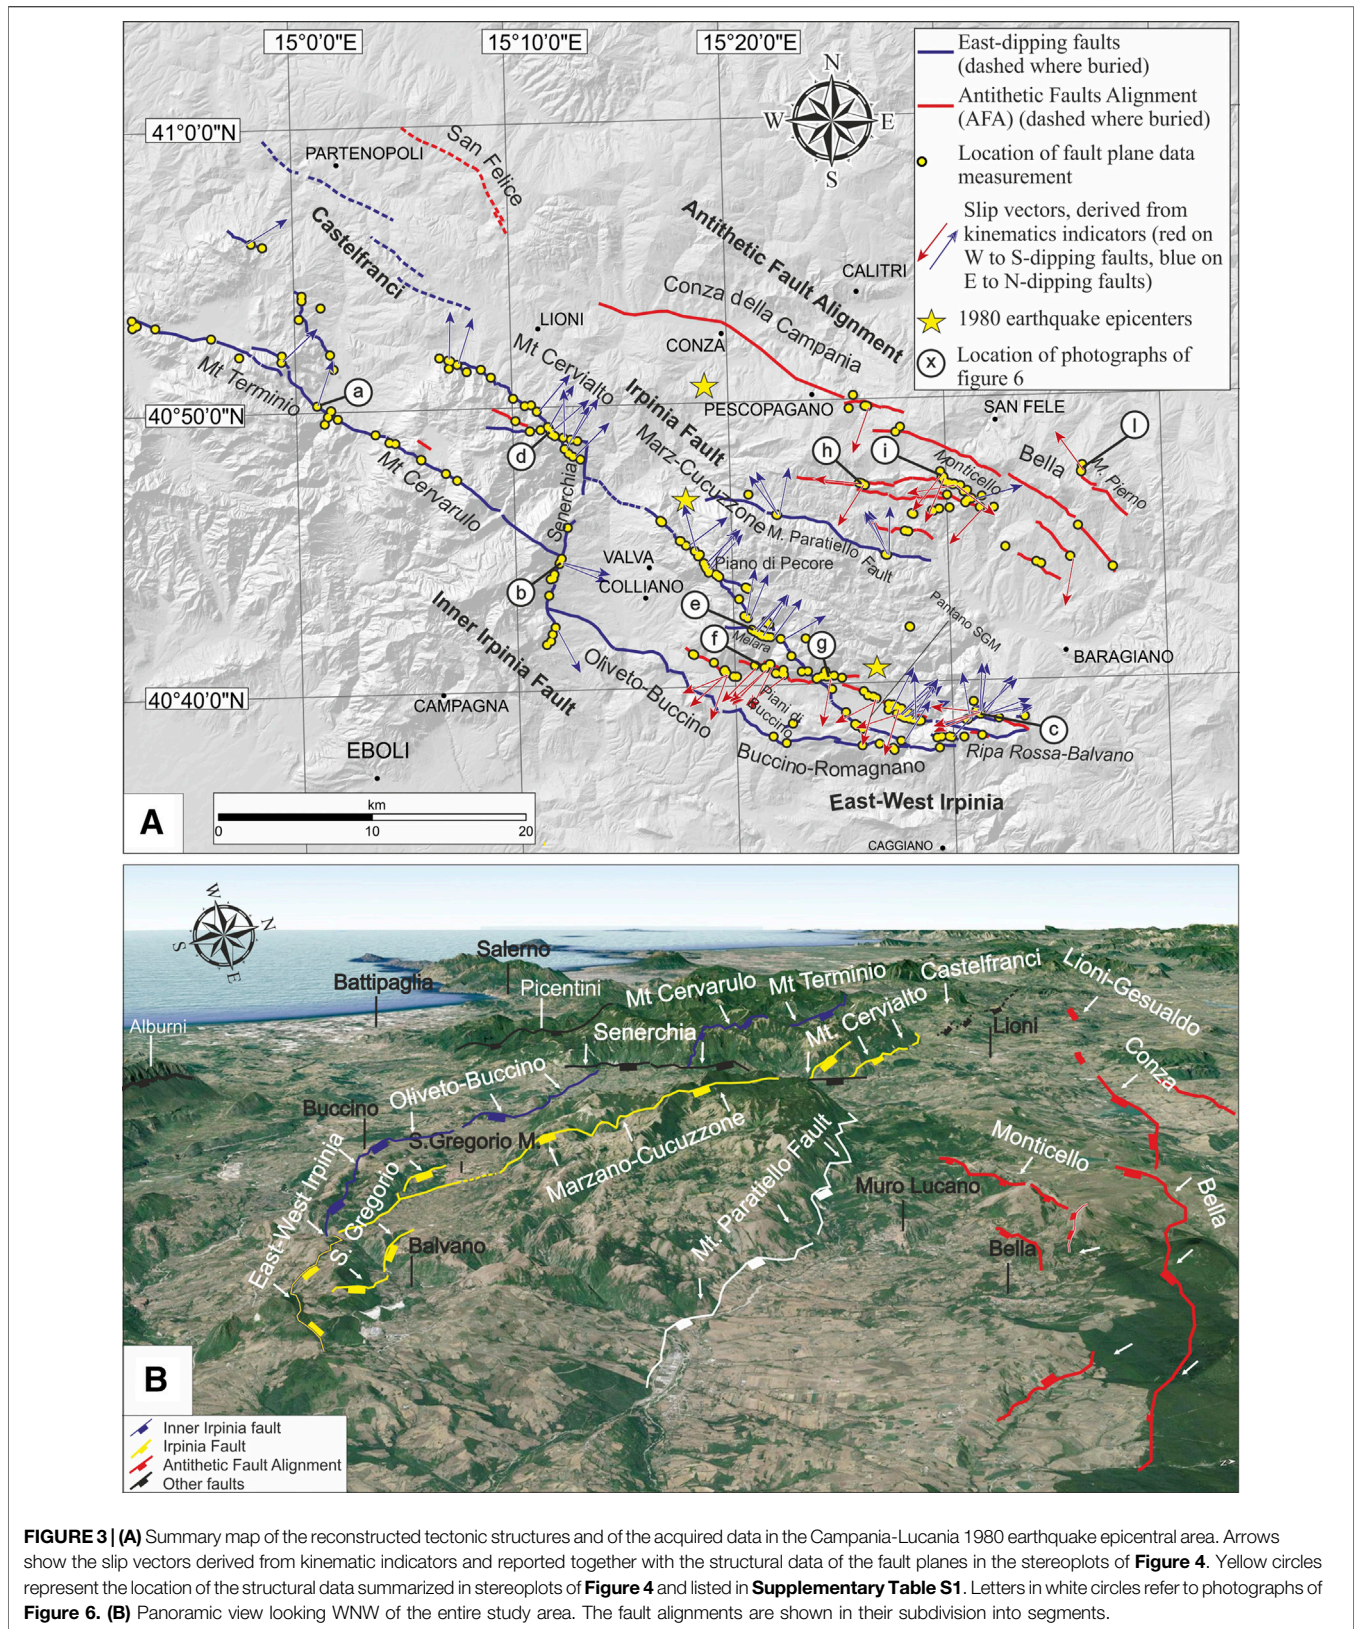 15°0'0"E
15°10'0"E
15°20'0"E
East-dipping faults
(dashed where buried)
Antithetic Faults Alignment
(AFA) (dashed where buried)
Location of fault plane data
measurement
Slip vectors, derived from
kinematics indicators (red on
W to S-dipping faults, blue on
E to N-dipping faults)
1980 earthquake epicenters
x
Location of photographs of
figure 6
N
W
E
S
41°0'0"N
PARTENOPOLI
San Felice
Castelfranci
Antithetic Fault Alignment
CALITRI
Conza della Campania
LIONI
CONZA
Mt Cervialto
Mt Terminio
a
Irpinia Fault
40°50'0"N
PESCOPAGANO
SAN FELE
l
Marz-Cucuzzone
h
i
Monticello
Bella
M. Pierno
d
Mt Cervarulo
Senerchia
M. Paratiello Fault
VALVA
Piano di Pecore
COLLIANO
b
Inner Irpinia Fault
e
Pantano SGM
f
Melara
g
BARAGIANO
Oliveto-Buccino
Piani di
Buccino
40°40'0"N
CAMPAGNA
c
EBOLI
Buccino-Romagnano
Ripa Rossa-Balvano
East-West Irpinia
km
0
10
20
A
CAGGIANO
W
N
S
E
Salerno
Battipaglia
Picentini
Mt Cervarulo
Mt Terminio
Castelfranci
Lioni-Gesualdo
Alburni
Senerchia
Mt. Cervialto
Lioni
Conza
Oliveto-Buccino
Buccino
S.Gregorio M.
Marzano-Cucuzzone
Mt. Paratiello Fault
Monticello
Muro Lucano
Bella
East-West Irpinia
S. Gregorio
Balvano
Bella
B
Inner Irpinia fault
Irpinia Fault
Antithetic Fault Alignment
Other faults
FIGURE 3 | (A) Summary map of the reconstructed tectonic structures and of the acquired data in the Campania-Lucania 1980 earthquake epicentral area. Arrows
show the slip vectors derived from kinematic indicators and reported together with the structural data of the fault planes in the stereoplots of Figure 4. Yellow circles
represent the location of the structural data summarized in stereoplots of Figure 4 and listed in Supplementary Table S1. Letters in white circles refer to photographs of
Figure 6. (B) Panoramic view looking WNW of the entire study area. The fault alignments are shown in their subdivision into segments.